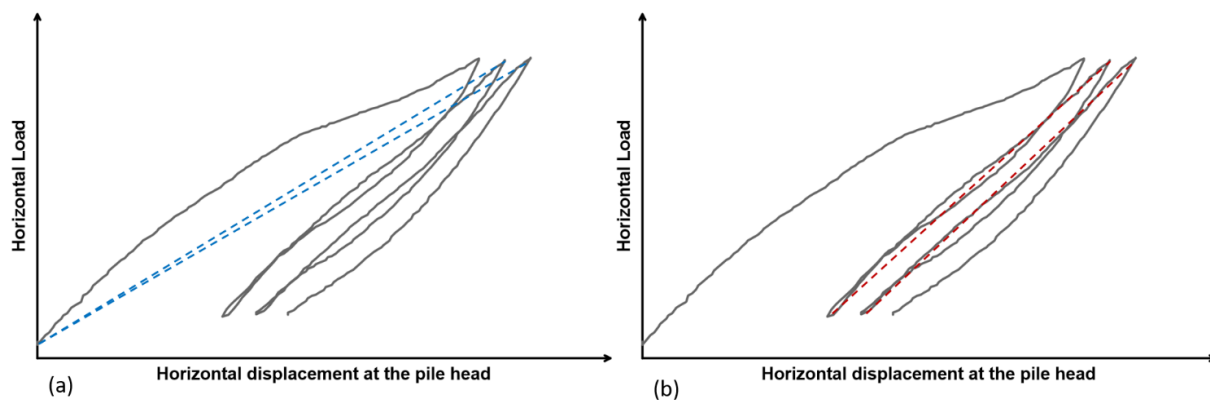 Horizontal Load
Horizontal displacement at the pile head
(a)
Horizontal Load
Horizontal displacement at the pile head
(b)